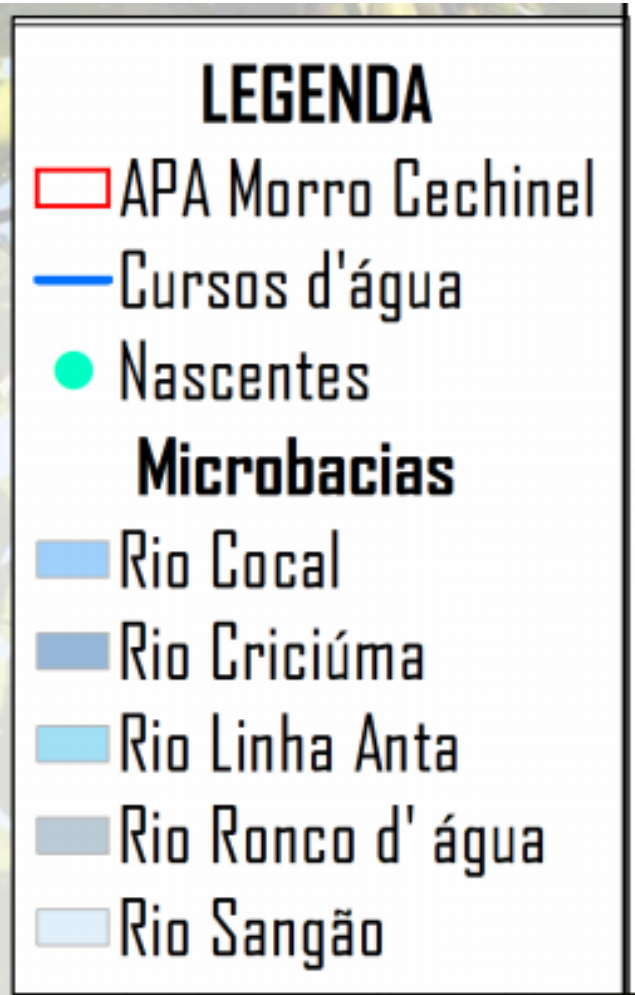 LEGENDA
APA Morro Cechinel
Cursos d'água
Nascentes
Microbacias
Rio Cocal
Rio Criciúma
Rio Linha Anta
Rio Ronco d' água
Rio Sangão